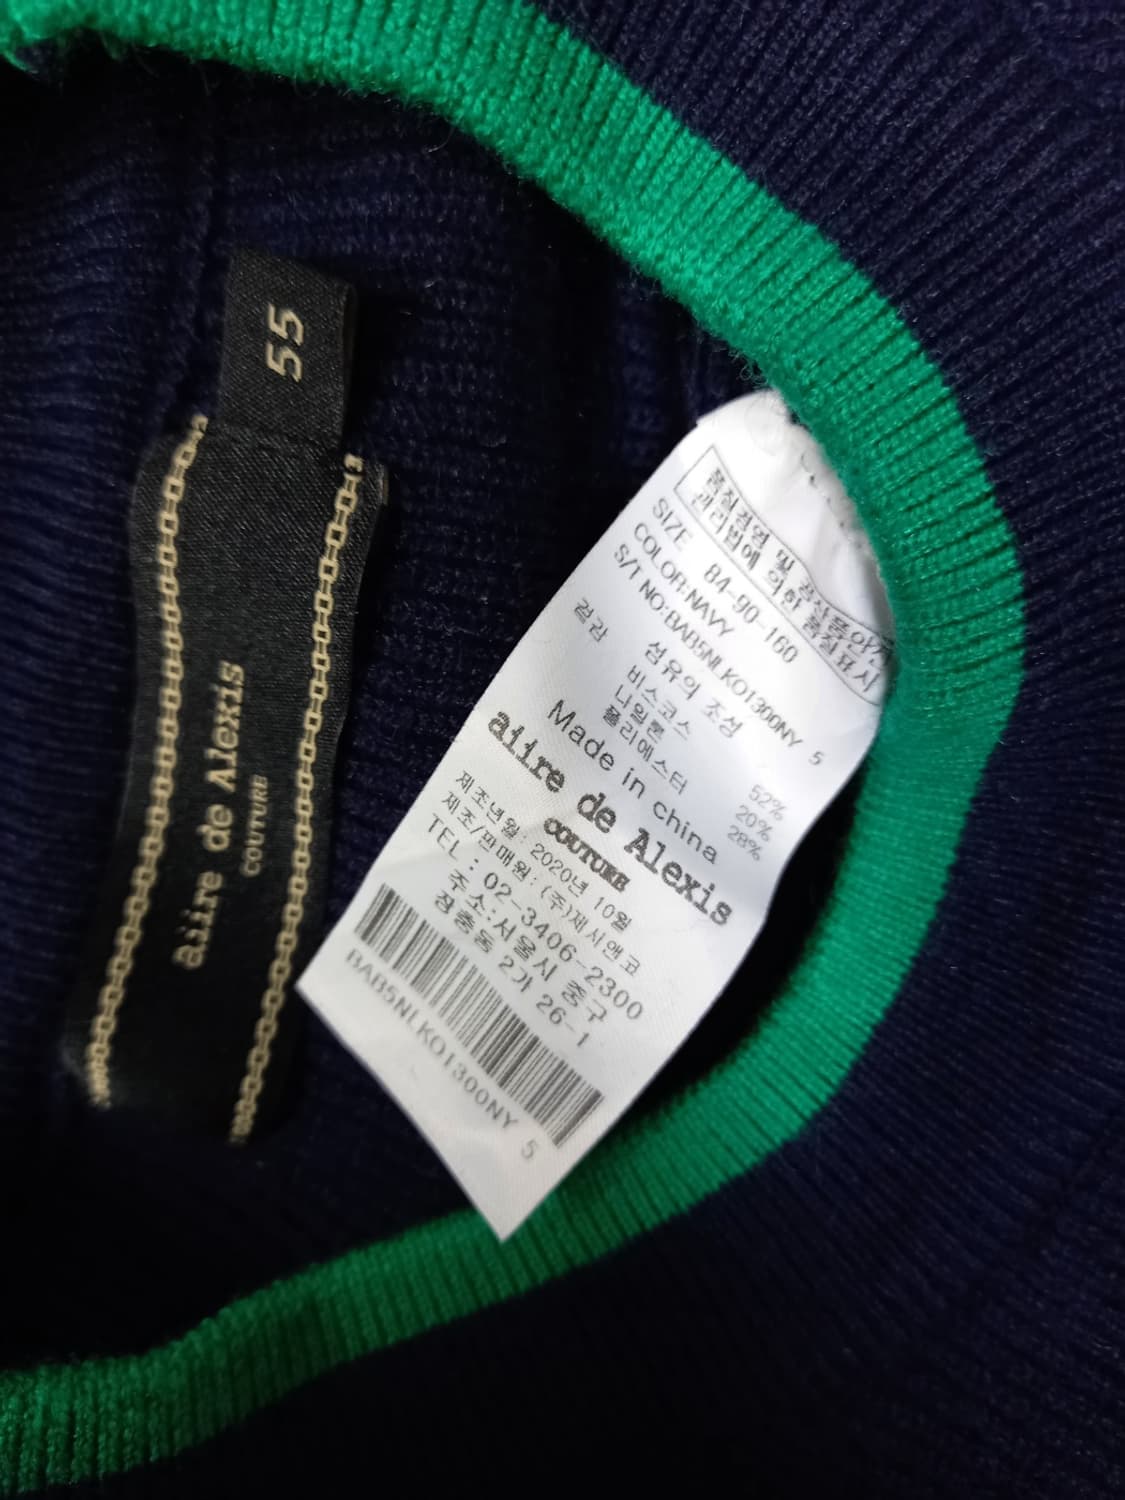 55
aiire de Alexis
COUTURE
품질경영 및 공산품안전
관리법에 의한 품질표시
SIZE 84-90-160
COLOR:NAVY
S/T NO:BAB5NLKO1300NY 5
겉감 섬유의 조성
비스코스 52%
나일론 20%
폴리에스터 28%
Made in china
aiire de Alexis
COUTURE
제조년월: 2020년 10월
제조/판매원: (주)제시앤코
TEL : 02-3406-2300
주소:서울시 중구
장충동 2가 26-1
BAB5NLKO1300NY 5